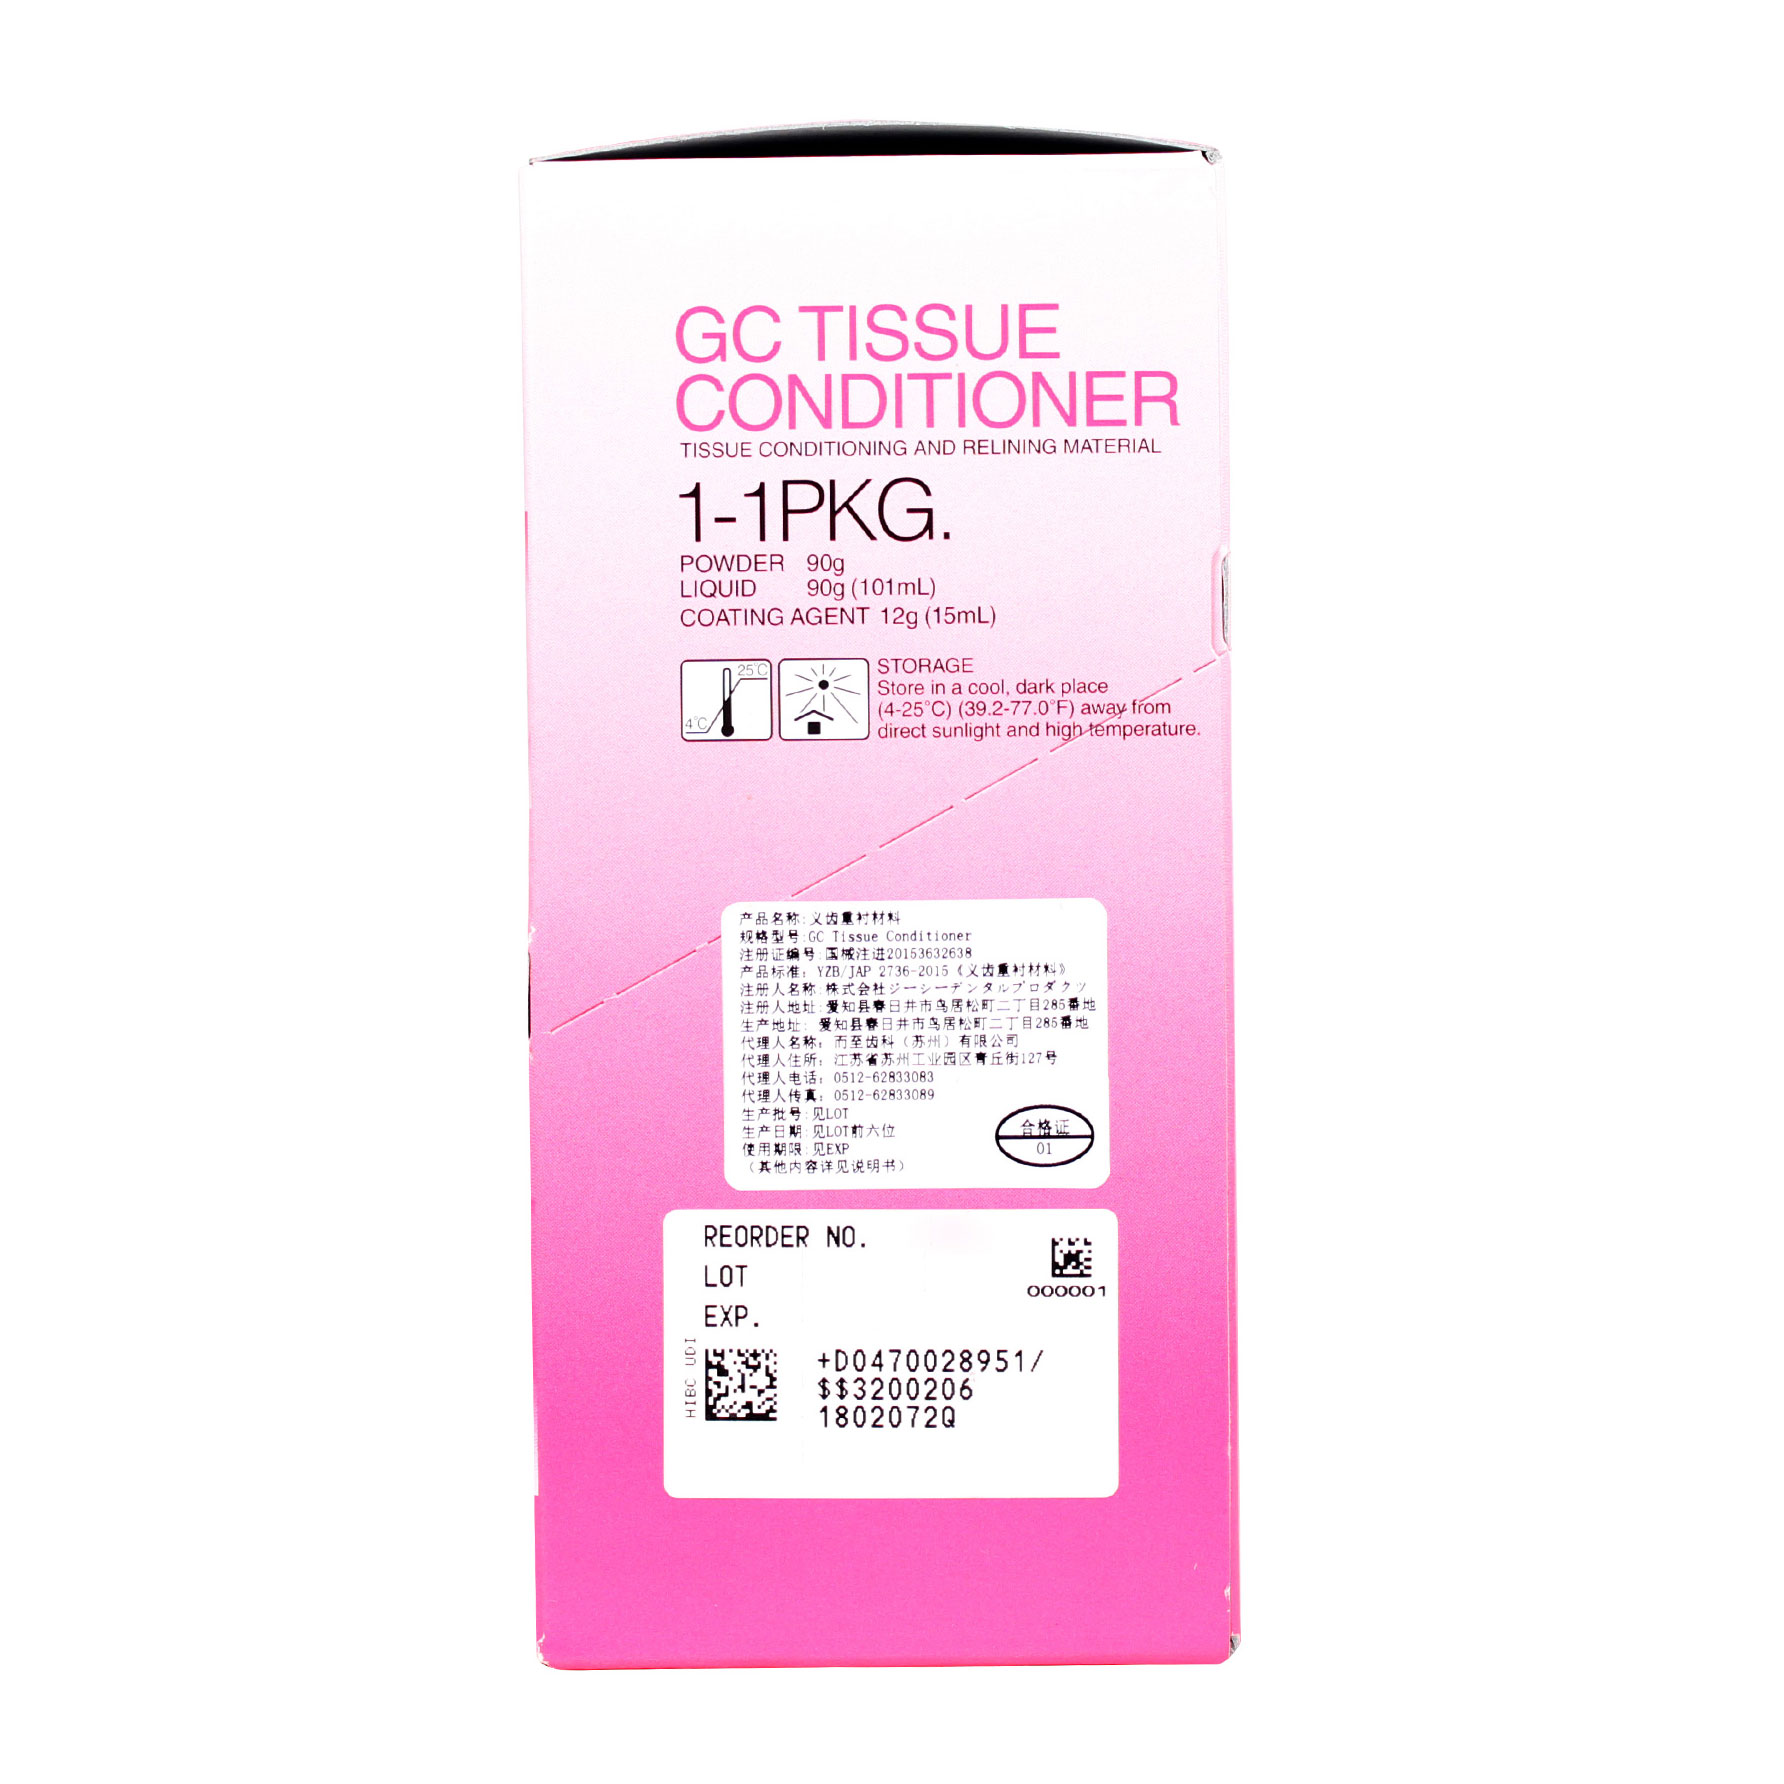 GC TISSUE
CONDITIONER
TISSUE CONDITIONING AND RELINING MATERIAL
1-1PKG.
POWDER 90g
LIQUID 90g (101mL)
COATING AGENT 12g (15mL)
25°C
4°C
STORAGE
Store in a cool, dark place
(4-25°C) (39.2-77.0°F) away from
direct sunlight and high temperature.
产品名称:义齿重衬材料
规格型号:GC Tissue Conditioner
注册证编号:国械注进20153632638
产品标准: YZB/JAP 2736-2015《义齿重衬材料》
注册人名称:株式会社ジーシーデンタルプロダクツ
注册人地址:爱知县春日井市鸟居松町二丁目285番地
生产地址: 爱知县春日井市鸟居松町二丁目285番地
代理人名称: 而至齿科（苏州）有限公司
代理人住所: 江苏省苏州工业园区青丘街127号
代理人电话: 0512-62833083
代理人传真: 0512-62833089
生产批号:见LOT
生产日期:见LOT前六位
使用期限:见EXP
（其他内容详见说明书）
合格证
01
REORDER NO.
LOT
EXP.
000001
HIBC UDI
+D0470028951/
$$3200206
1802072Q